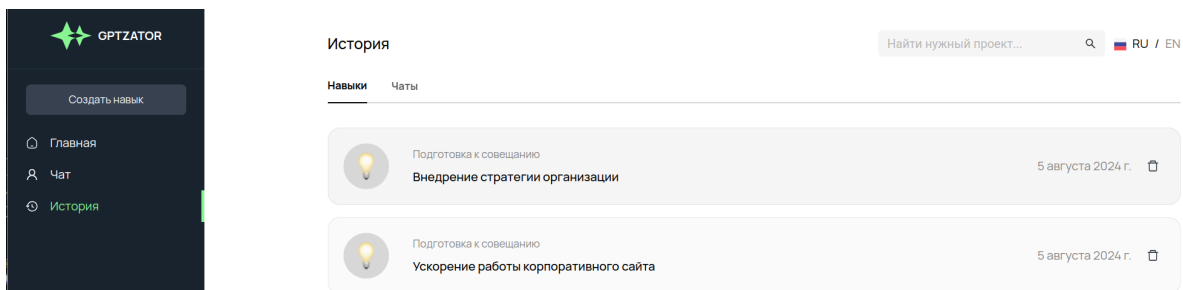 GPTZATOR
Создать навык
Главная
Чат
История
История
Найти нужный проект...
RU / EN
Навыки
Чаты
Подготовка к совещанию
Внедрение стратегии организации
5 августа 2024 г.
Подготовка к совещанию
Ускорение работы корпоративного сайта
5 августа 2024 г.